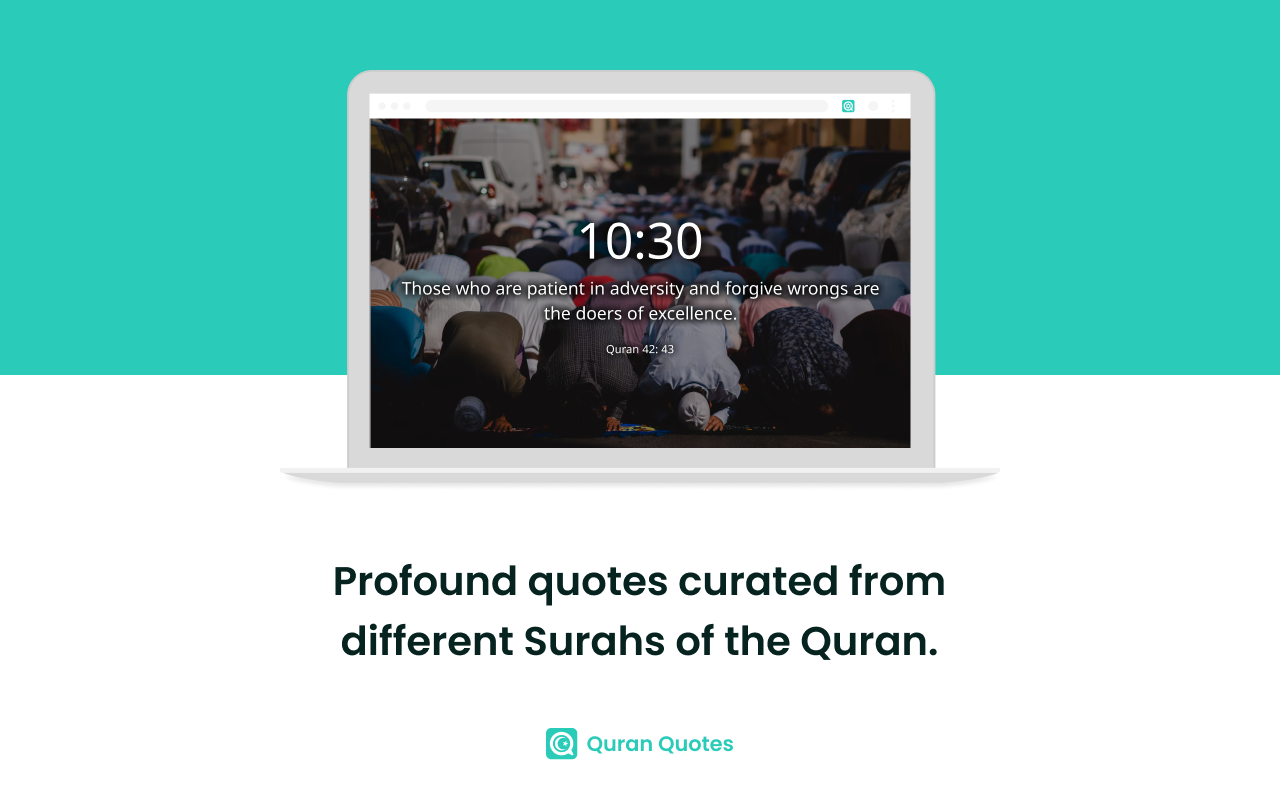 10:30
Those who are patient in adversity and forgive wrongs are
the doers of excellence.
Quran 42: 43
Profound quotes curated from
different Surahs of the Quran.
Quran Quotes